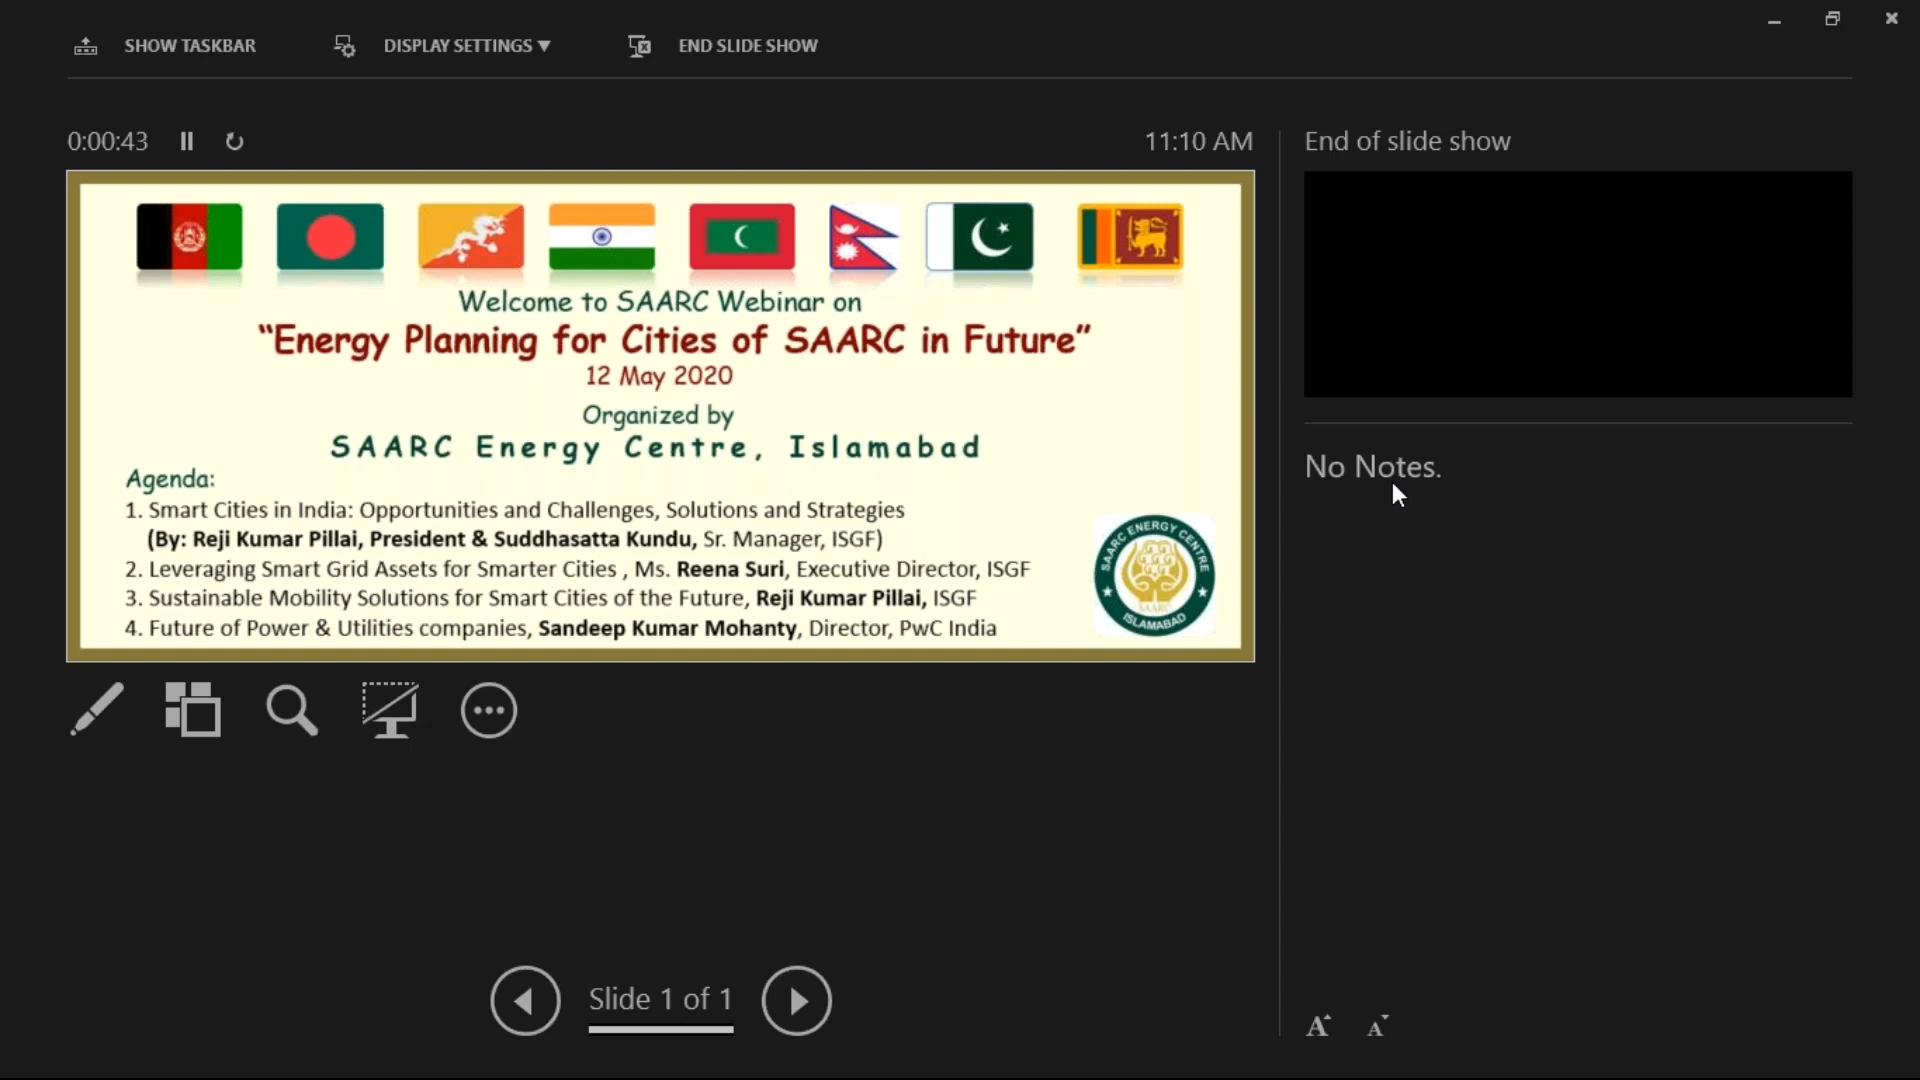 SHOW TASKBAR
DISPLAY SETTINGS ▼
END SLIDE SHOW
0:00:43
11:10 AM
Welcome to SAARC Webinar on
“Energy Planning for Cities of SAARC in Future”
12 May 2020
Organized by
SAARC Energy Centre, Islamabad
Agenda:
1. Smart Cities in India: Opportunities and Challenges, Solutions and Strategies
(By: Reji Kumar Pillai, President & Suddhasatta Kundu, Sr. Manager, ISGF)
2. Leveraging Smart Grid Assets for Smarter Cities , Ms. Reena Suri, Executive Director, ISGF
3. Sustainable Mobility Solutions for Smart Cities of the Future, Reji Kumar Pillai, ISGF
4. Future of Power & Utilities companies, Sandeep Kumar Mohanty, Director, PwC India
SAARC ENERGY CENTRE
SAARC
ISLAMABAD
Slide 1 of 1
End of slide show
No Notes.
A A